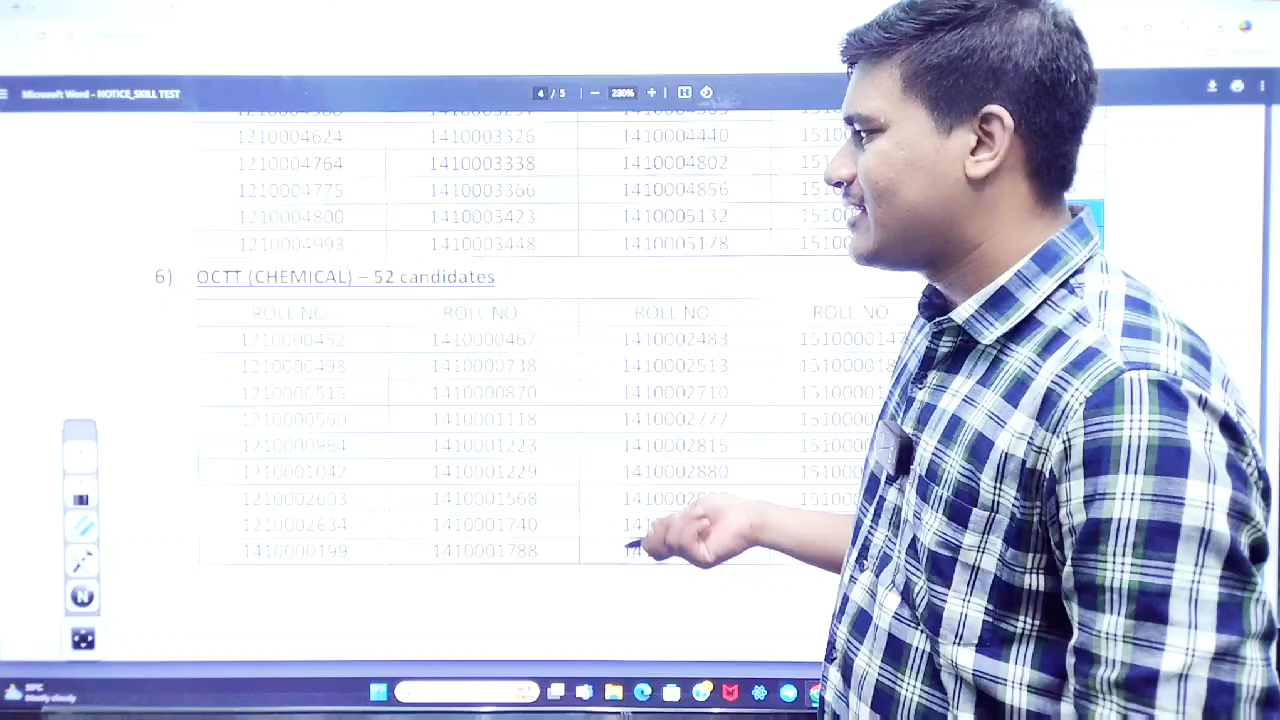 Microsoft Word - NOTICE_SKILL TEST 4 / 5 230%
1210004624 1410003326 1410004440
1210004764 1410003338 1410004802
1210004775 1410003366 1410004856
1210004800 1410003423 1410005132
1210004993 1410003448 1410005178
6) OCTT (CHEMICAL) – 52 candidates
ROLL NO ROLL NO ROLL NO ROLL NO
1210000452 1410000467 1410002483 1510000147
1210000493 1410000738 1410002513
1210000515 1410000870 1410002710
1210000560 1410001118 1410002777
1210000964 1410001223 1410002815
1210001042 1410001229 1410002880
1210002603 1410001568
1210002634 1410001740
1410000199 1410001788
Mostly cloudy